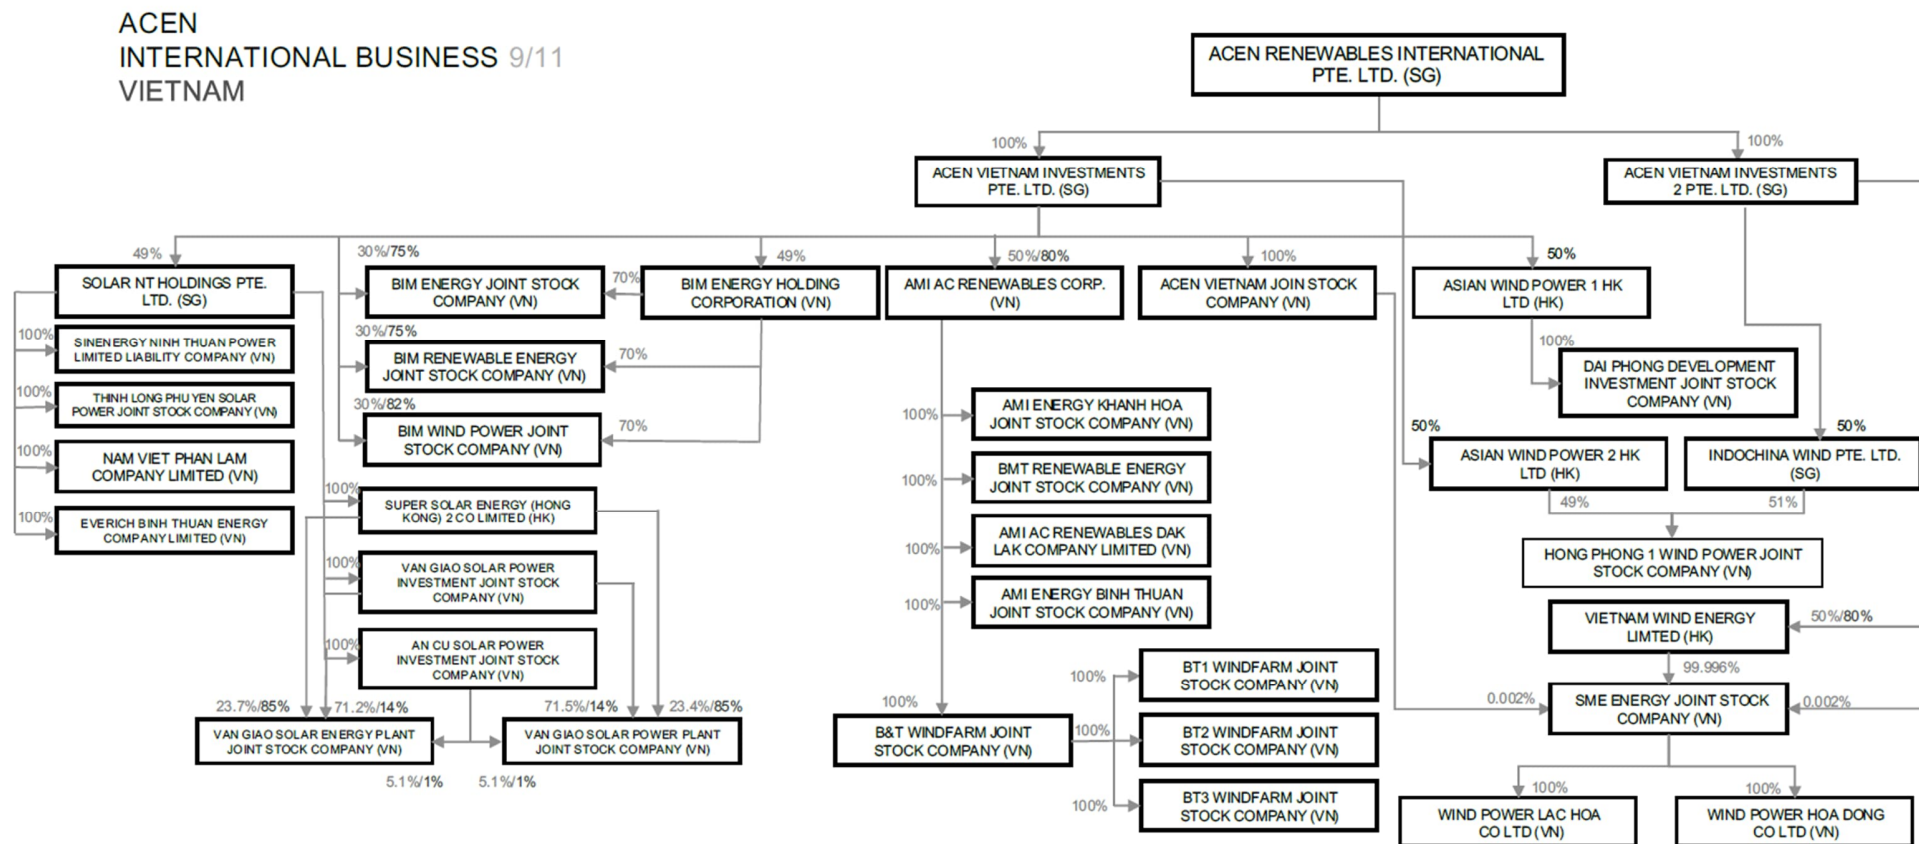 ACEN
INTERNATIONAL BUSINESS 9/11
VIETNAM
ACEN RENEWABLES INTERNATIONAL
PTE. LTD. (SG)
100%
100%
ACEN VIETNAM INVESTMENTS
PTE. LTD. (SG)
ACEN VIETNAM INVESTMENTS
2 PTE. LTD. (SG)
49%
30%/75%
49%
50%/80%
100%
50%
SOLAR NT HOLDINGS PTE.
LTD. (SG)
BIM ENERGY JOINT STOCK
COMPANY (VN)
70%
BIM ENERGY HOLDING
CORPORATION (VN)
AMI AC RENEWABLES CORP.
(VN)
ACEN VIETNAM JOIN STOCK
COMPANY (VN)
ASIAN WIND POWER 1 HK
LTD (HK)
100%
SINENERGY NINH THUAN POWER
LIMITED LIABILITY COMPANY (VN)
30%/75%
BIM RENEWABLE ENERGY
JOINT STOCK COMPANY (VN)
70%
100%
DAI PHONG DEVELOPMENT
INVESTMENT JOINT STOCK
COMPANY (VN)
100%
THINH LONG PHU YEN SOLAR
POWER JOINT STOCK COMPANY (VN)
30%/82%
BIM WIND POWER JOINT
STOCK COMPANY (VN)
70%
100%
AMI ENERGY KHANH HOA
JOINT STOCK COMPANY (VN)
50%
50%
100%
NAM VIET PHAN LAM
COMPANY LIMITED (VN)
100%
BMT RENEWABLE ENERGY
JOINT STOCK COMPANY (VN)
ASIAN WIND POWER 2 HK
LTD (HK)
INDOCHINA WIND PTE. LTD.
(SG)
100%
EVERICH BINH THUAN ENERGY
COMPANY LIMITED (VN)
100%
SUPER SOLAR ENERGY (HONG
KONG) 2 CO LIMITED (HK)
49%
51%
100%
AMI AC RENEWABLES DAK
LAK COMPANY LIMITED (VN)
HONG PHONG 1 WIND POWER JOINT
STOCK COMPANY (VN)
100%
VAN GIAO SOLAR POWER
INVESTMENT JOINT STOCK
COMPANY (VN)
100%
AMI ENERGY BINH THUAN
JOINT STOCK COMPANY (VN)
VIETNAM WIND ENERGY
LIMTED (HK)
50%/80%
100%
AN CU SOLAR POWER
INVESTMENT JOINT STOCK
COMPANY (VN)
100%
BT1 WINDFARM JOINT
STOCK COMPANY (VN)
99.996%
23.7%/85%
71.2%/14%
71.5%/14%
23.4%/85%
100%
0.002%
SME ENERGY JOINT STOCK
COMPANY (VN)
0.002%
VAN GIAO SOLAR ENERGY PLANT
JOINT STOCK COMPANY (VN)
VAN GIAO SOLAR POWER PLANT
JOINT STOCK COMPANY (VN)
B&T WINDFARM JOINT
STOCK COMPANY (VN)
100%
BT2 WINDFARM JOINT
STOCK COMPANY (VN)
5.1%/1%
5.1%/1%
100%
BT3 WINDFARM JOINT
STOCK COMPANY (VN)
100%
100%
WIND POWER LAC HOA
CO LTD (VN)
WIND POWER HOA DONG
CO LTD (VN)